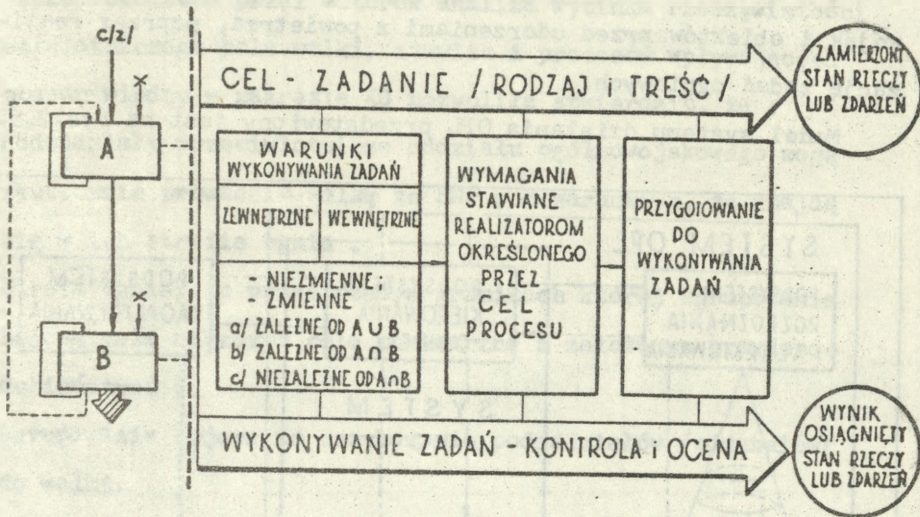 c/z/
x
A
x
B
CEL - ZADANIE /RODZAJ i TREŚĆ/
ZAMIERZONY
STAN RZECZY
LUB ZDARZEŃ
WARUNKI
WYKONYWANIA ZADAŃ
ZEWNĘTRZNE WEWNĘTRZNE
- NIEZMIENNE;
- ZMIENNE
a/ ZALEŻNE OD A∪B
b/ ZALEŻNE OD A∩B
c/ NIEZALEŻNE OD A∩B
WYMAGANIA
STAWIANE
REALIZATOROM
OKREŚLONEGO
PRZEZ
CEL
PROCESU
PRZYGOTOWANIE
DO
WYKONYWANIA
ZADAŃ
WYKONYWANIE ZADAŃ - KONTROLA i OCENA
WYNIK
OSIĄGNIĘTY
STAN RZECZY
LUB ZDARZEŃ